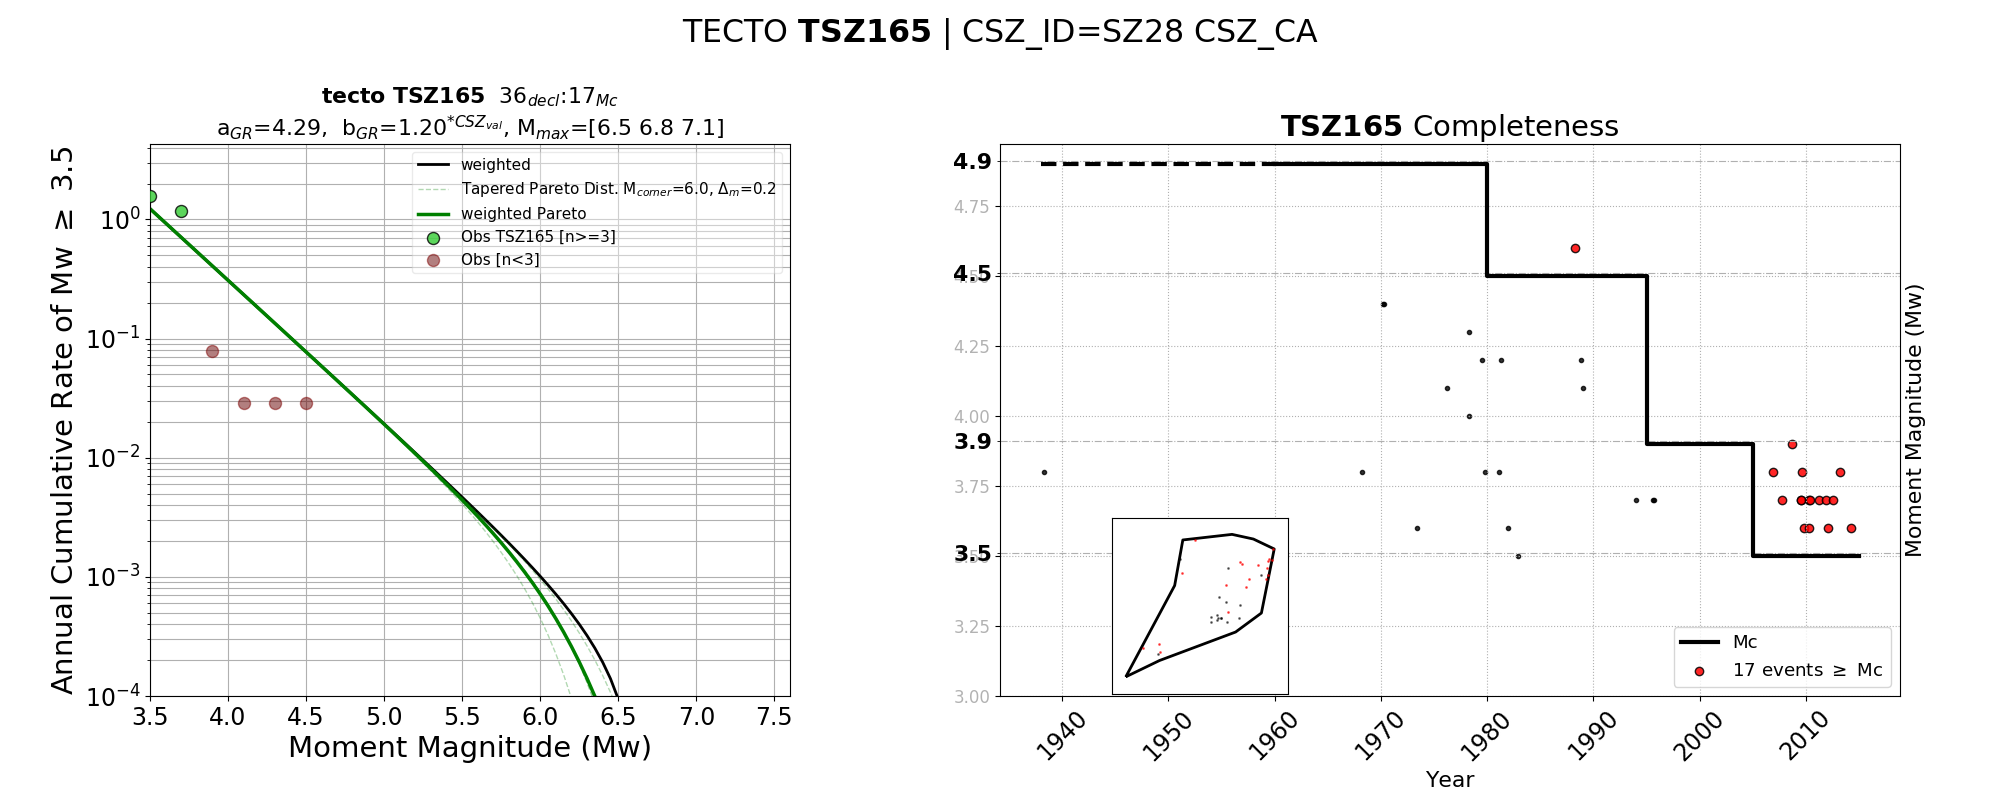 TECTO TSZ165 | CSZ_ID=SZ28 CSZ_CA
tecto TSZ165 36decl:17Mc
aGR=4.29, bGR=1.20*CSZval, Mmax=[6.5 6.8 7.1]
Annual Cumulative Rate of Mw ≥ 3.5
10^0
10^-1
10^-2
10^-3
10^-4
weighted
Tapered Pareto Dist. Mcorner=6.0, Δm=0.2
weighted Pareto
Obs TSZ165 [n>=3]
Obs [n<3]
3.5 4.0 4.5 5.0 5.5 6.0 6.5 7.0 7.5
Moment Magnitude (Mw)
TSZ165 Completeness
4.9
4.75
4.5
4.25
4.00
3.9
3.75
3.5
3.25
3.00
Moment Magnitude (Mw)
Mc
17 events ≥ Mc
1940 1950 1960 1970 1980 1990 2000 2010
Year